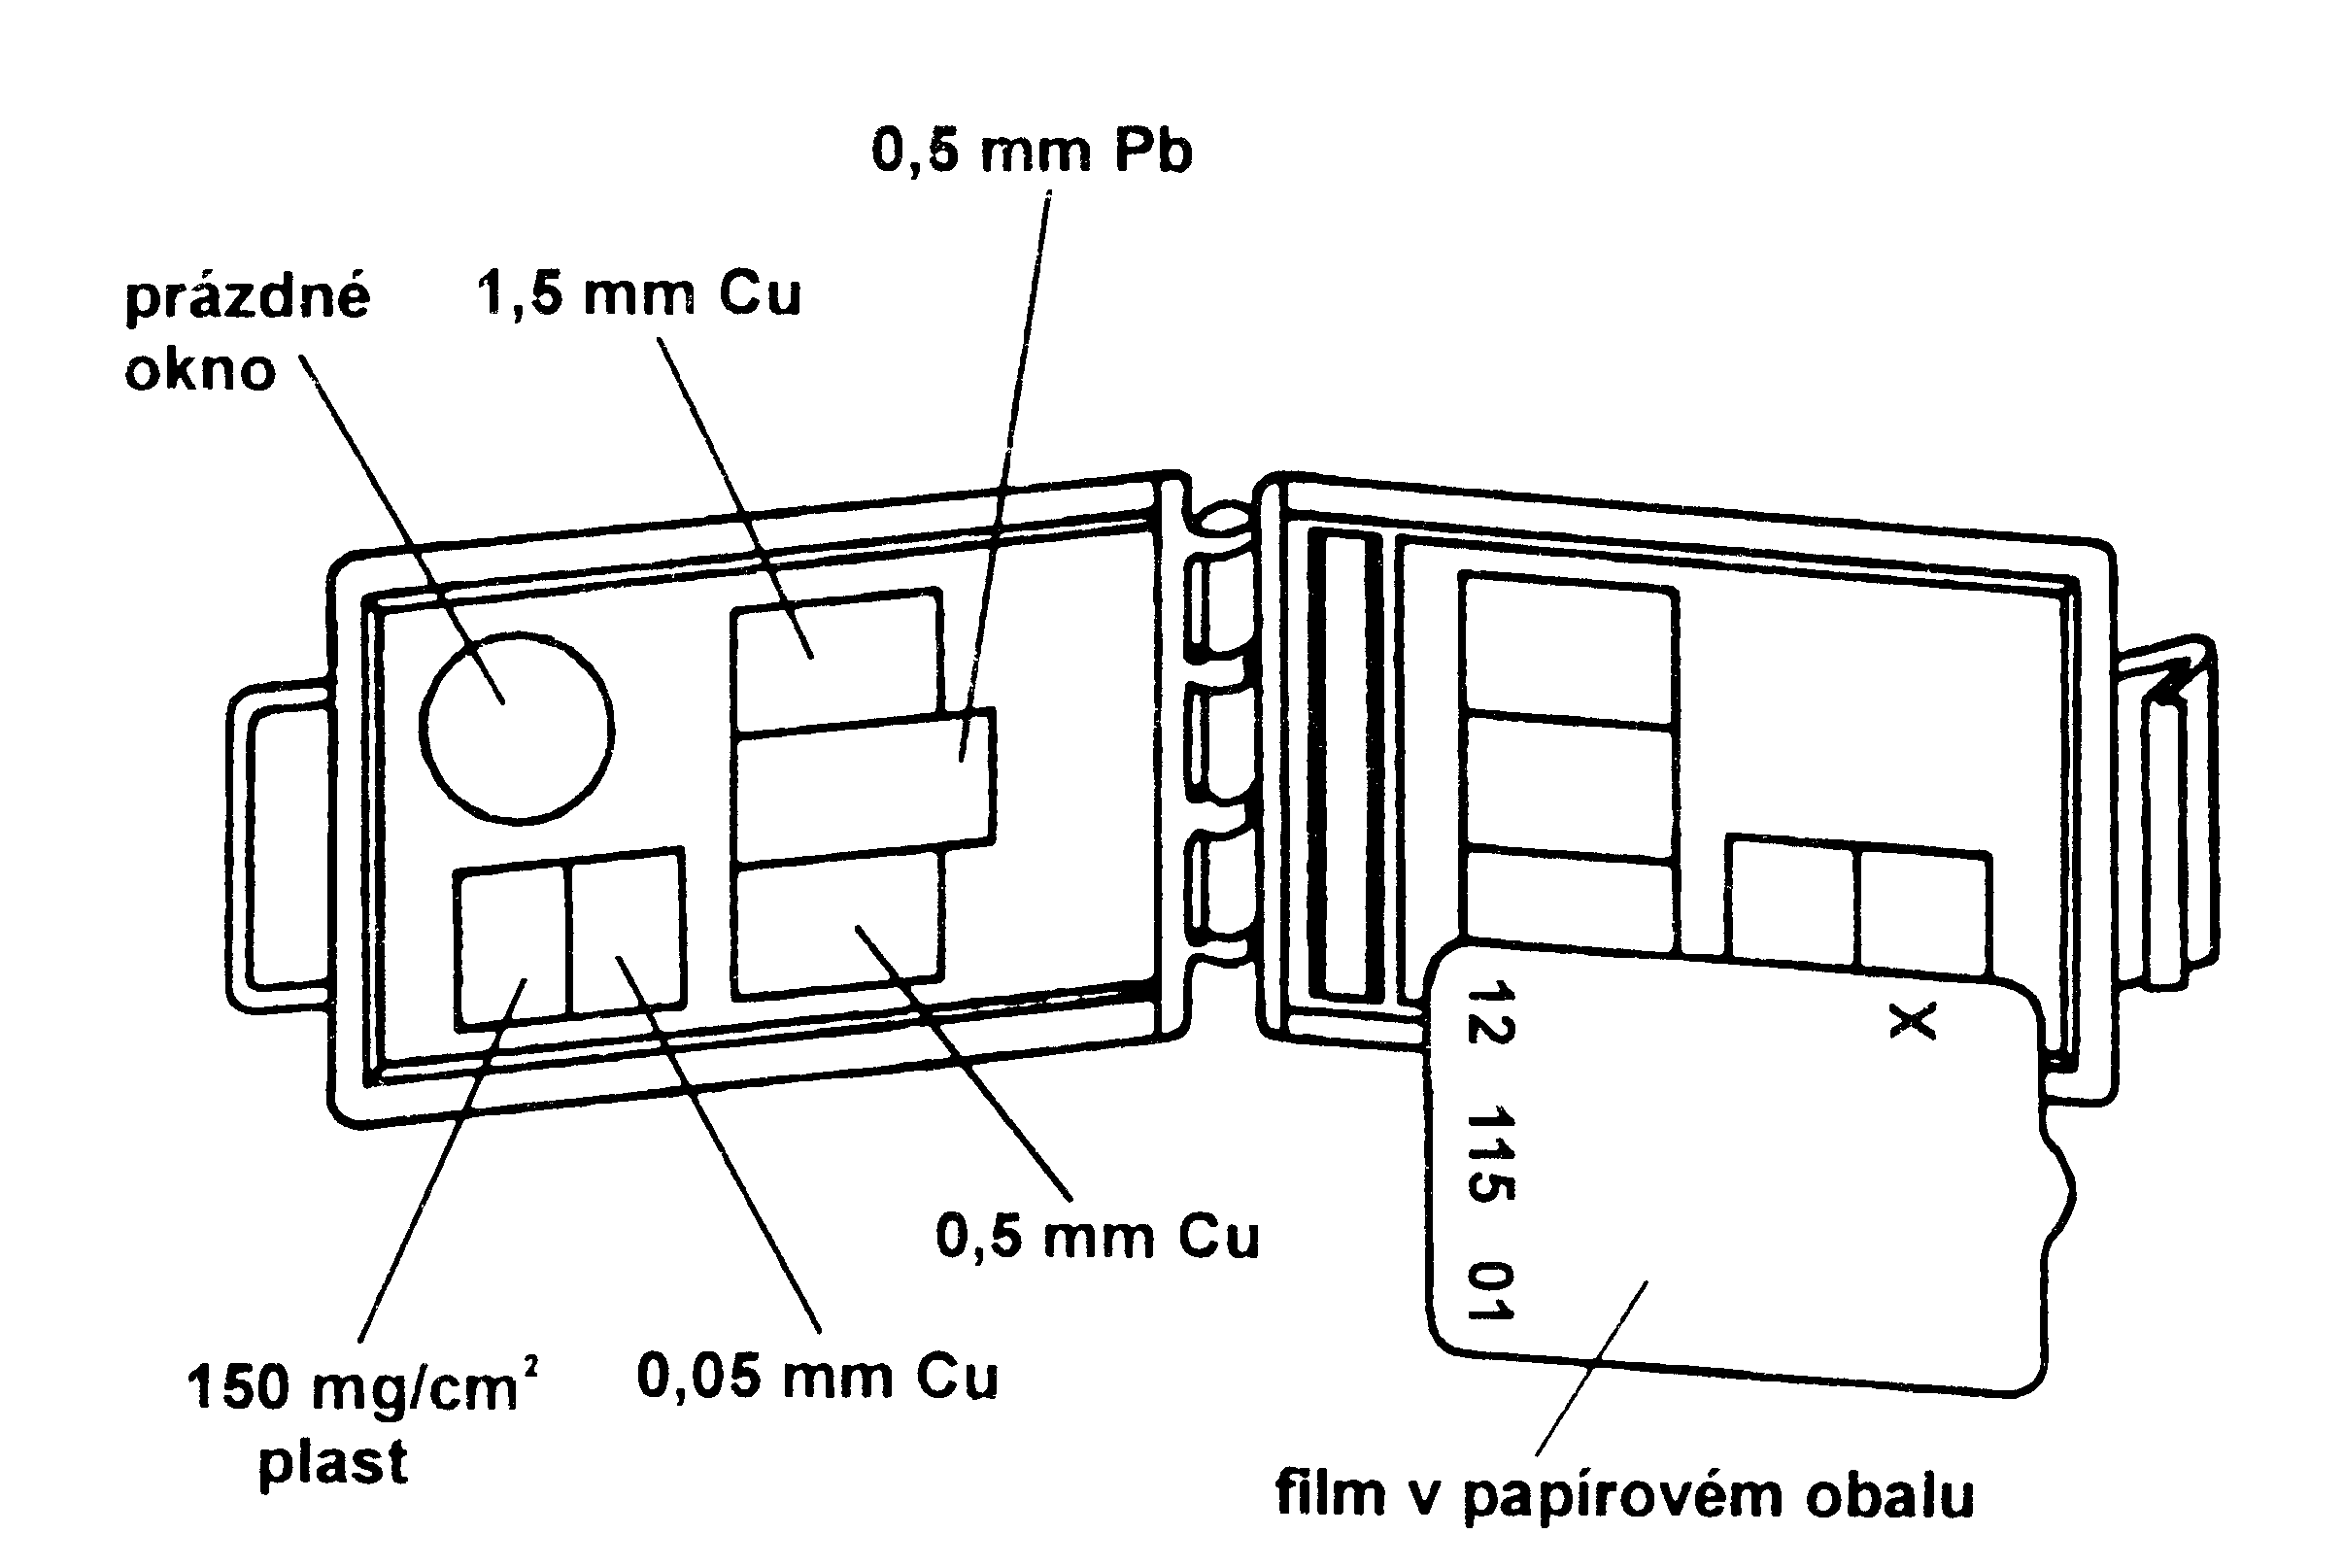 0,5 mm Pb
prázdné
okno
1,5 mm Cu
12 115 01
X
0,5 mm Cu
150 mg/cm²
plast
0,05 mm Cu
film v papírovém obalu